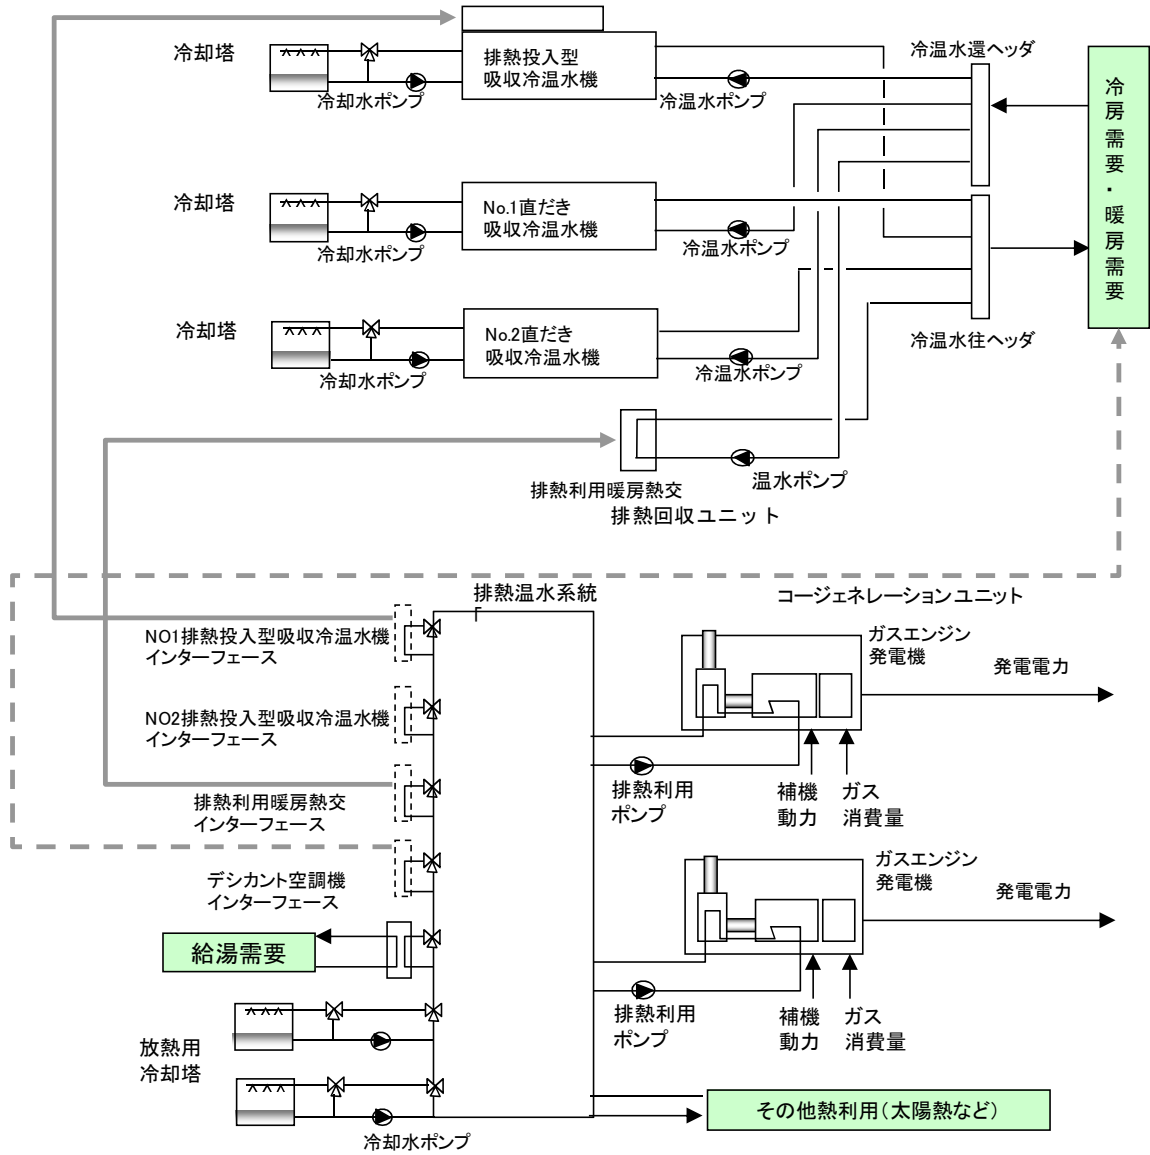 冷却塔
冷却水ポンプ
排熱投入型
吸収冷温水機
冷温水ポンプ
冷温水還ヘッダ
冷房需要・暖房需要
冷却塔
冷却水ポンプ
No.1直だき
吸収冷温水機
冷温水ポンプ
冷却塔
冷却水ポンプ
No.2直だき
吸収冷温水機
冷温水ポンプ
冷温水往ヘッダ
温水ポンプ
排熱利用暖房熱交
排熱回収ユニット
排熱温水系統
コージェネレーションユニット
NO1排熱投入型吸収冷温水機
インターフェース
NO2排熱投入型吸収冷温水機
インターフェース
排熱利用暖房熱交
インターフェース
デシカント空調機
インターフェース
給湯需要
放熱用
冷却塔
冷却水ポンプ
ガスエンジン
発電機
発電電力
排熱利用
ポンプ
補機
動力
ガス
消費量
ガスエンジン
発電機
発電電力
排熱利用
ポンプ
補機
動力
ガス
消費量
その他熱利用(太陽熱など)